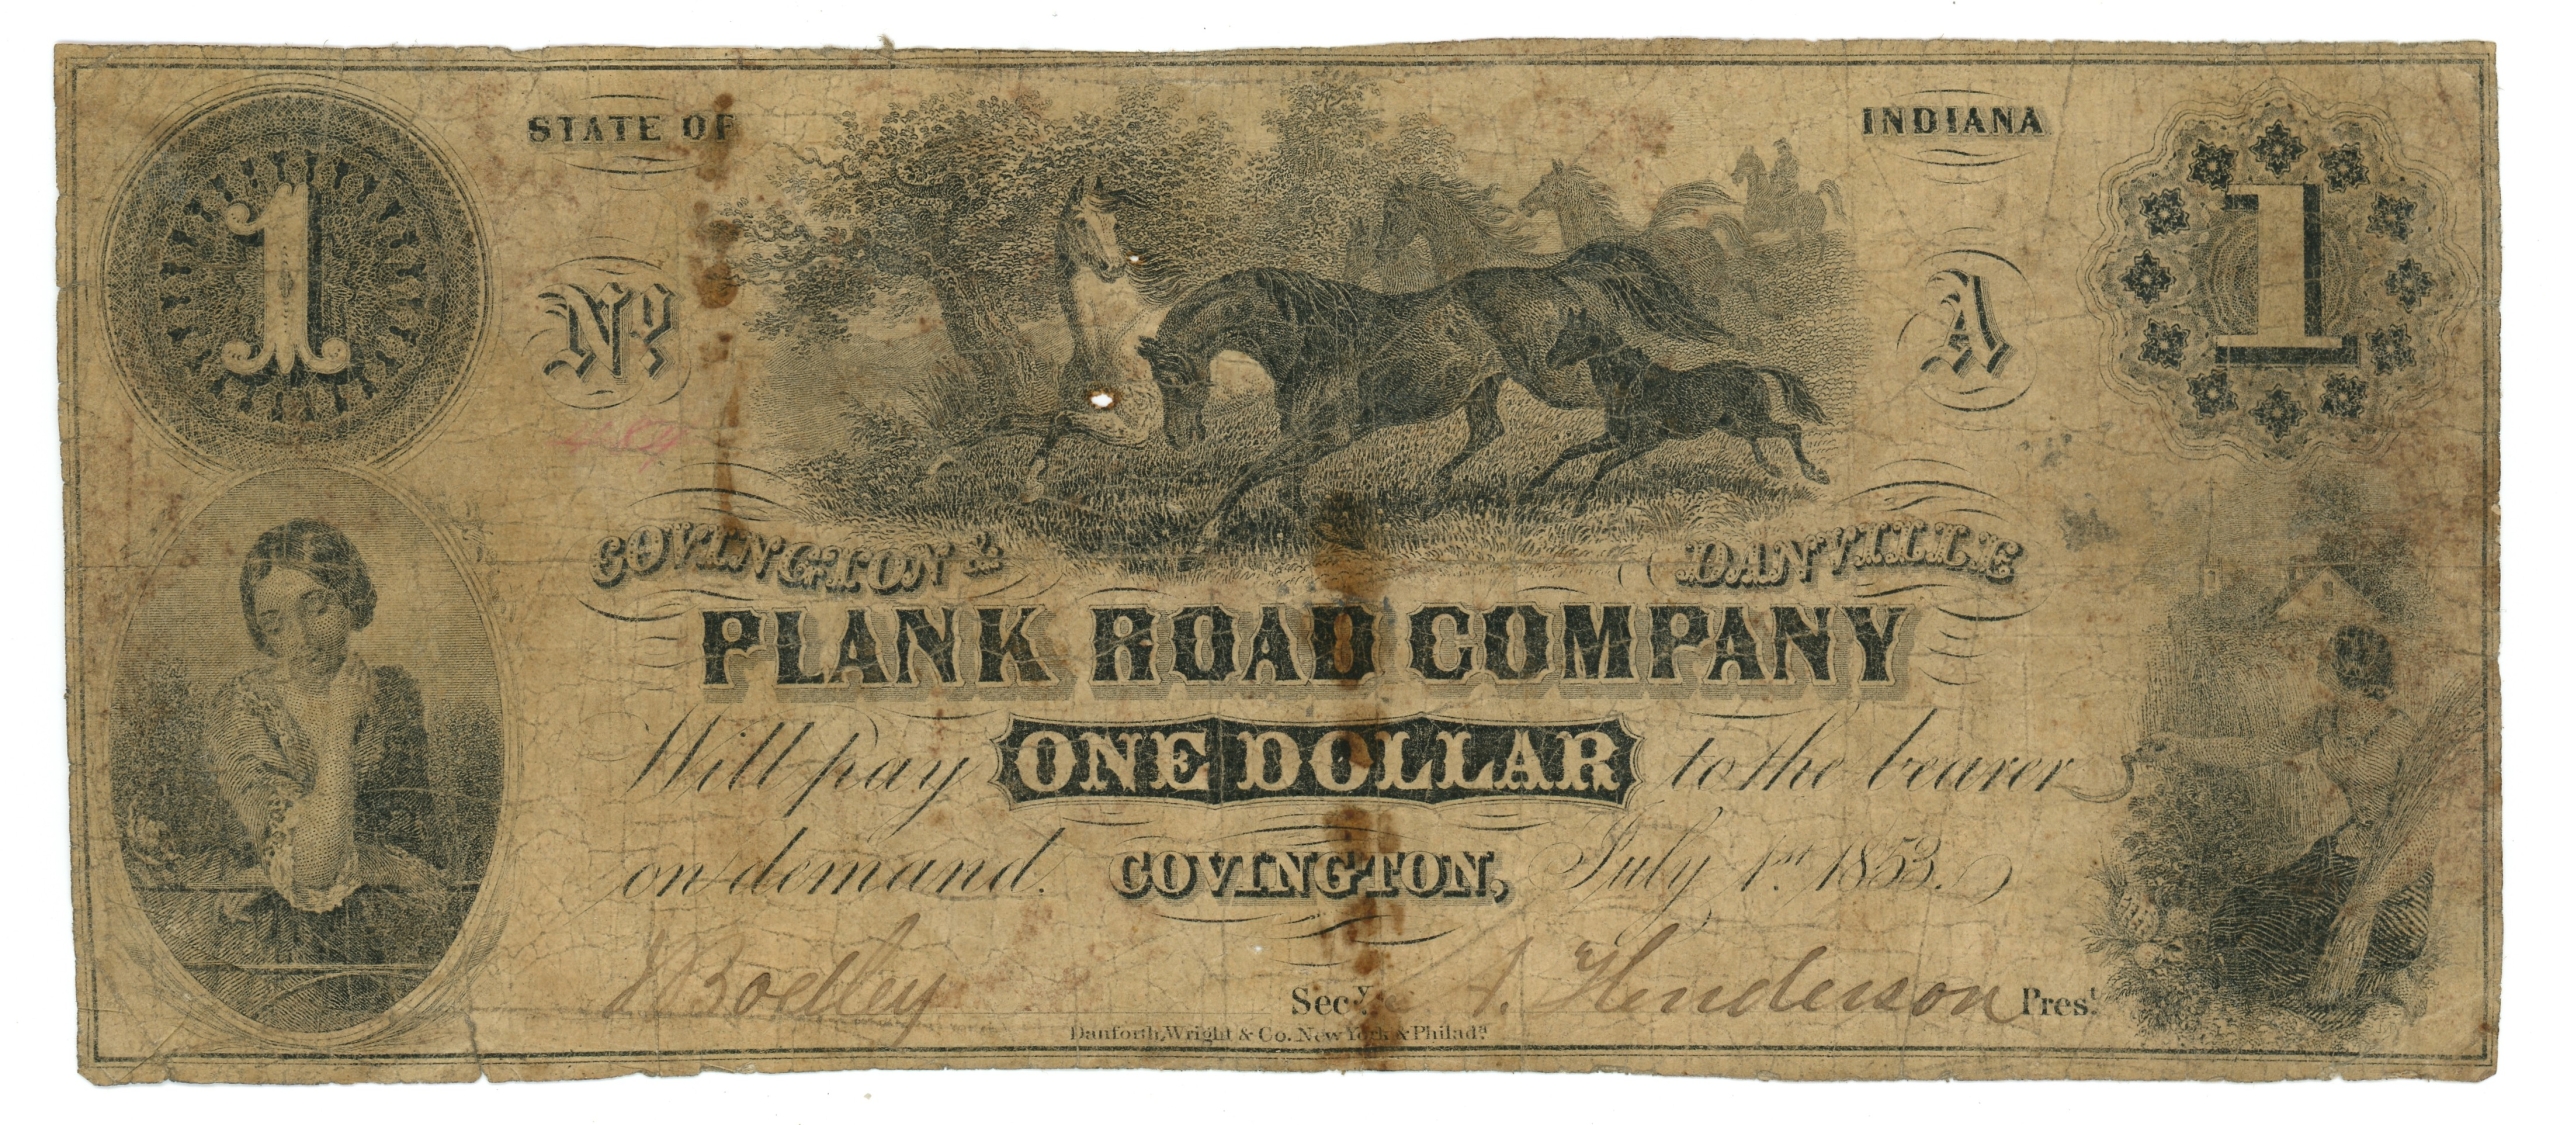 1
STATE OF
INDIANA
1
No
A
484
COVINGTON &
DANVILLE
PLANK ROAD COMPANY
Will pay ONE DOLLAR to the bearer
on demand. COVINGTON, July 1st 1853.
Secy. A. Henderson Prest.
Danforth, Wright & Co. New York & Philada.